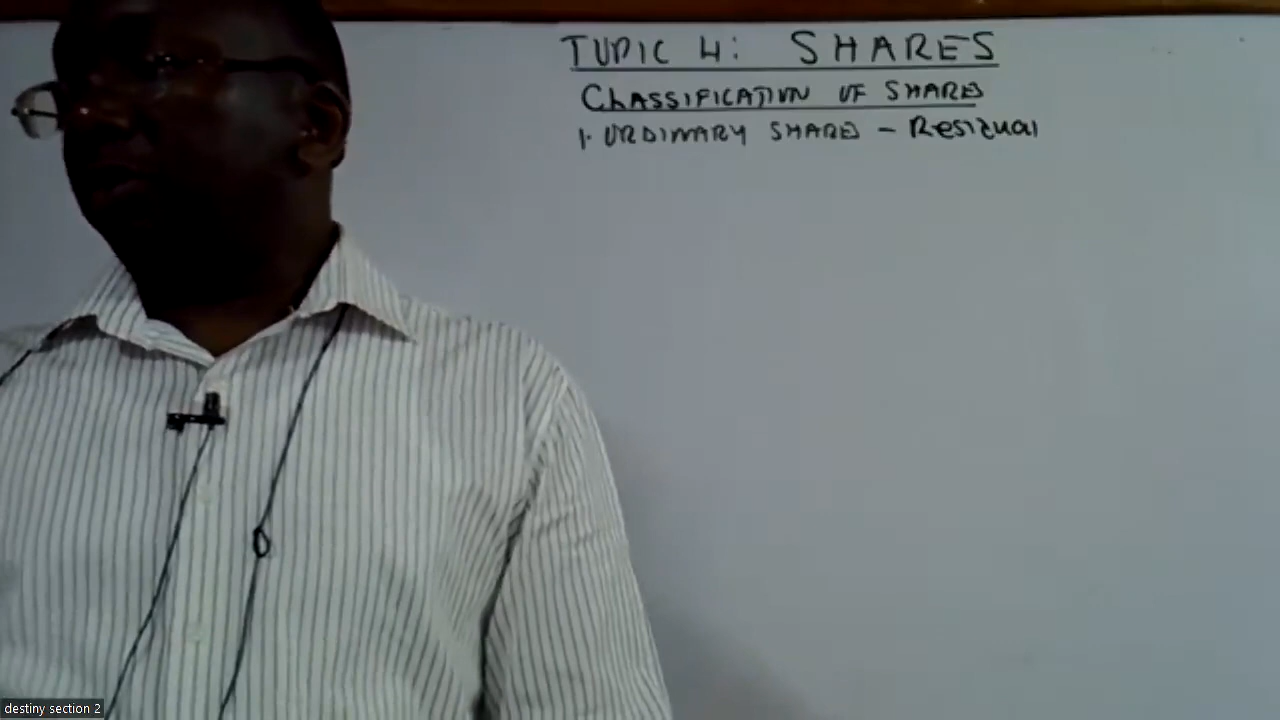 TOPIC 4: SHARES
CLASSIFICATION OF SHARES
1. ORDINARY SHARES – Residual
destiny section 2